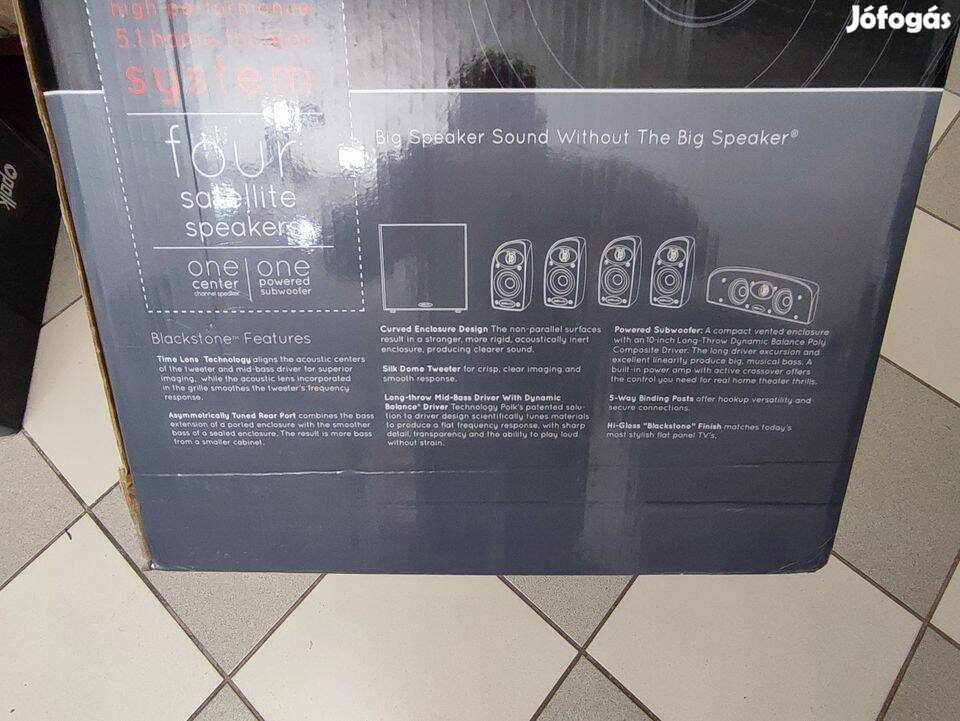 Jófogás
high performance
5.1 home theater
system
four
satellite
speakers
one
center
channel speaker
one
powered
subwoofer
polk
Big Speaker Sound Without The Big Speaker®
Blackstone™ Features
Time Lens Technology aligns the acoustic centers
of the tweeter and mid-bass driver for superior
imaging, while the acoustic lens incorporated
in the grille smoothes the tweeter's frequency
response.
Asymmetrically Tuned Rear Port combines the bass
extension of a ported enclosure with the smoother
bass of a sealed enclosure. The result is more bass
from a smaller cabinet.
Curved Enclosure Design The non-parallel surfaces
result in a stronger, more rigid, acoustically inert
enclosure, producing clearer sound.
Silk Dome Tweeter for crisp, clear imaging and
smooth response.
Long-throw Mid-Bass Driver With Dynamic
Balance® Driver Technology Polk's patented solu-
tion to driver design scientifically tunes materials
to produce a flat frequency response, with sharp
detail, transparency and the ability to play loud
without strain.
Powered Subwoofer: A compact vented enclosure
with an 10-inch Long-Throw Dynamic Balance Poly
Composite Driver. The long driver excursion and
excellent linearity produce big, musical bass. A
built-in power amp with active crossover offers
the control you need for real home theater thrills.
5-Way Binding Posts offer hookup versatility and
secure connections.
Hi-Gloss "Blackstone" Finish matches today's
most stylish flat panel TV's.